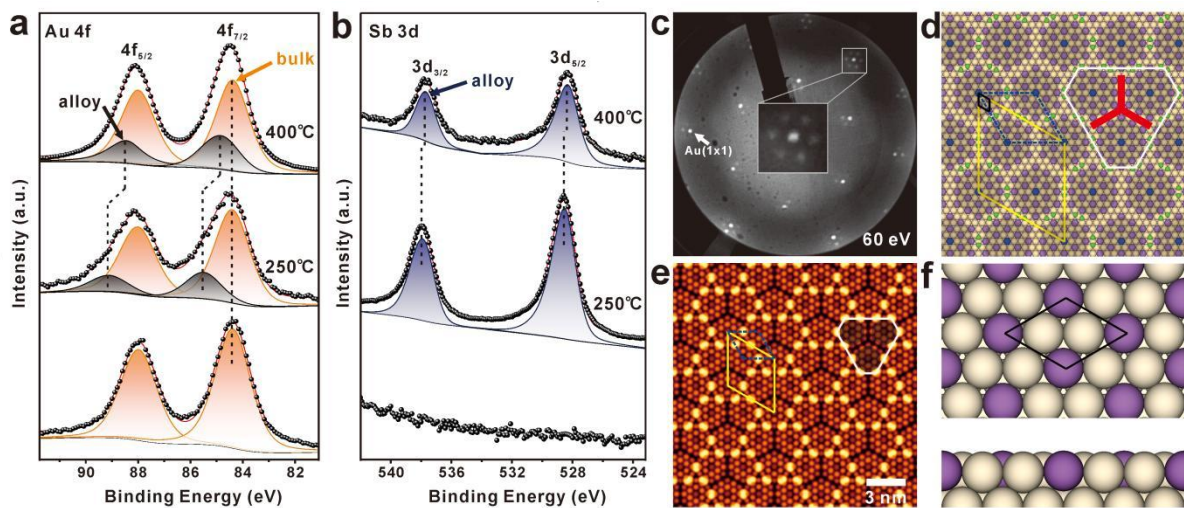 a
Au 4f
4f5/2
4f7/2
bulk
alloy
400℃
250℃
Intensity (a.u.)
90 88 86 84 82
Binding Energy (eV)
b
Sb 3d
3d3/2
3d5/2
alloy
400℃
250℃
Intensity (a.u.)
540 536 532 528 524
Binding Energy (eV)
c
Au(1x1)
60 eV
d
e
3 nm
f